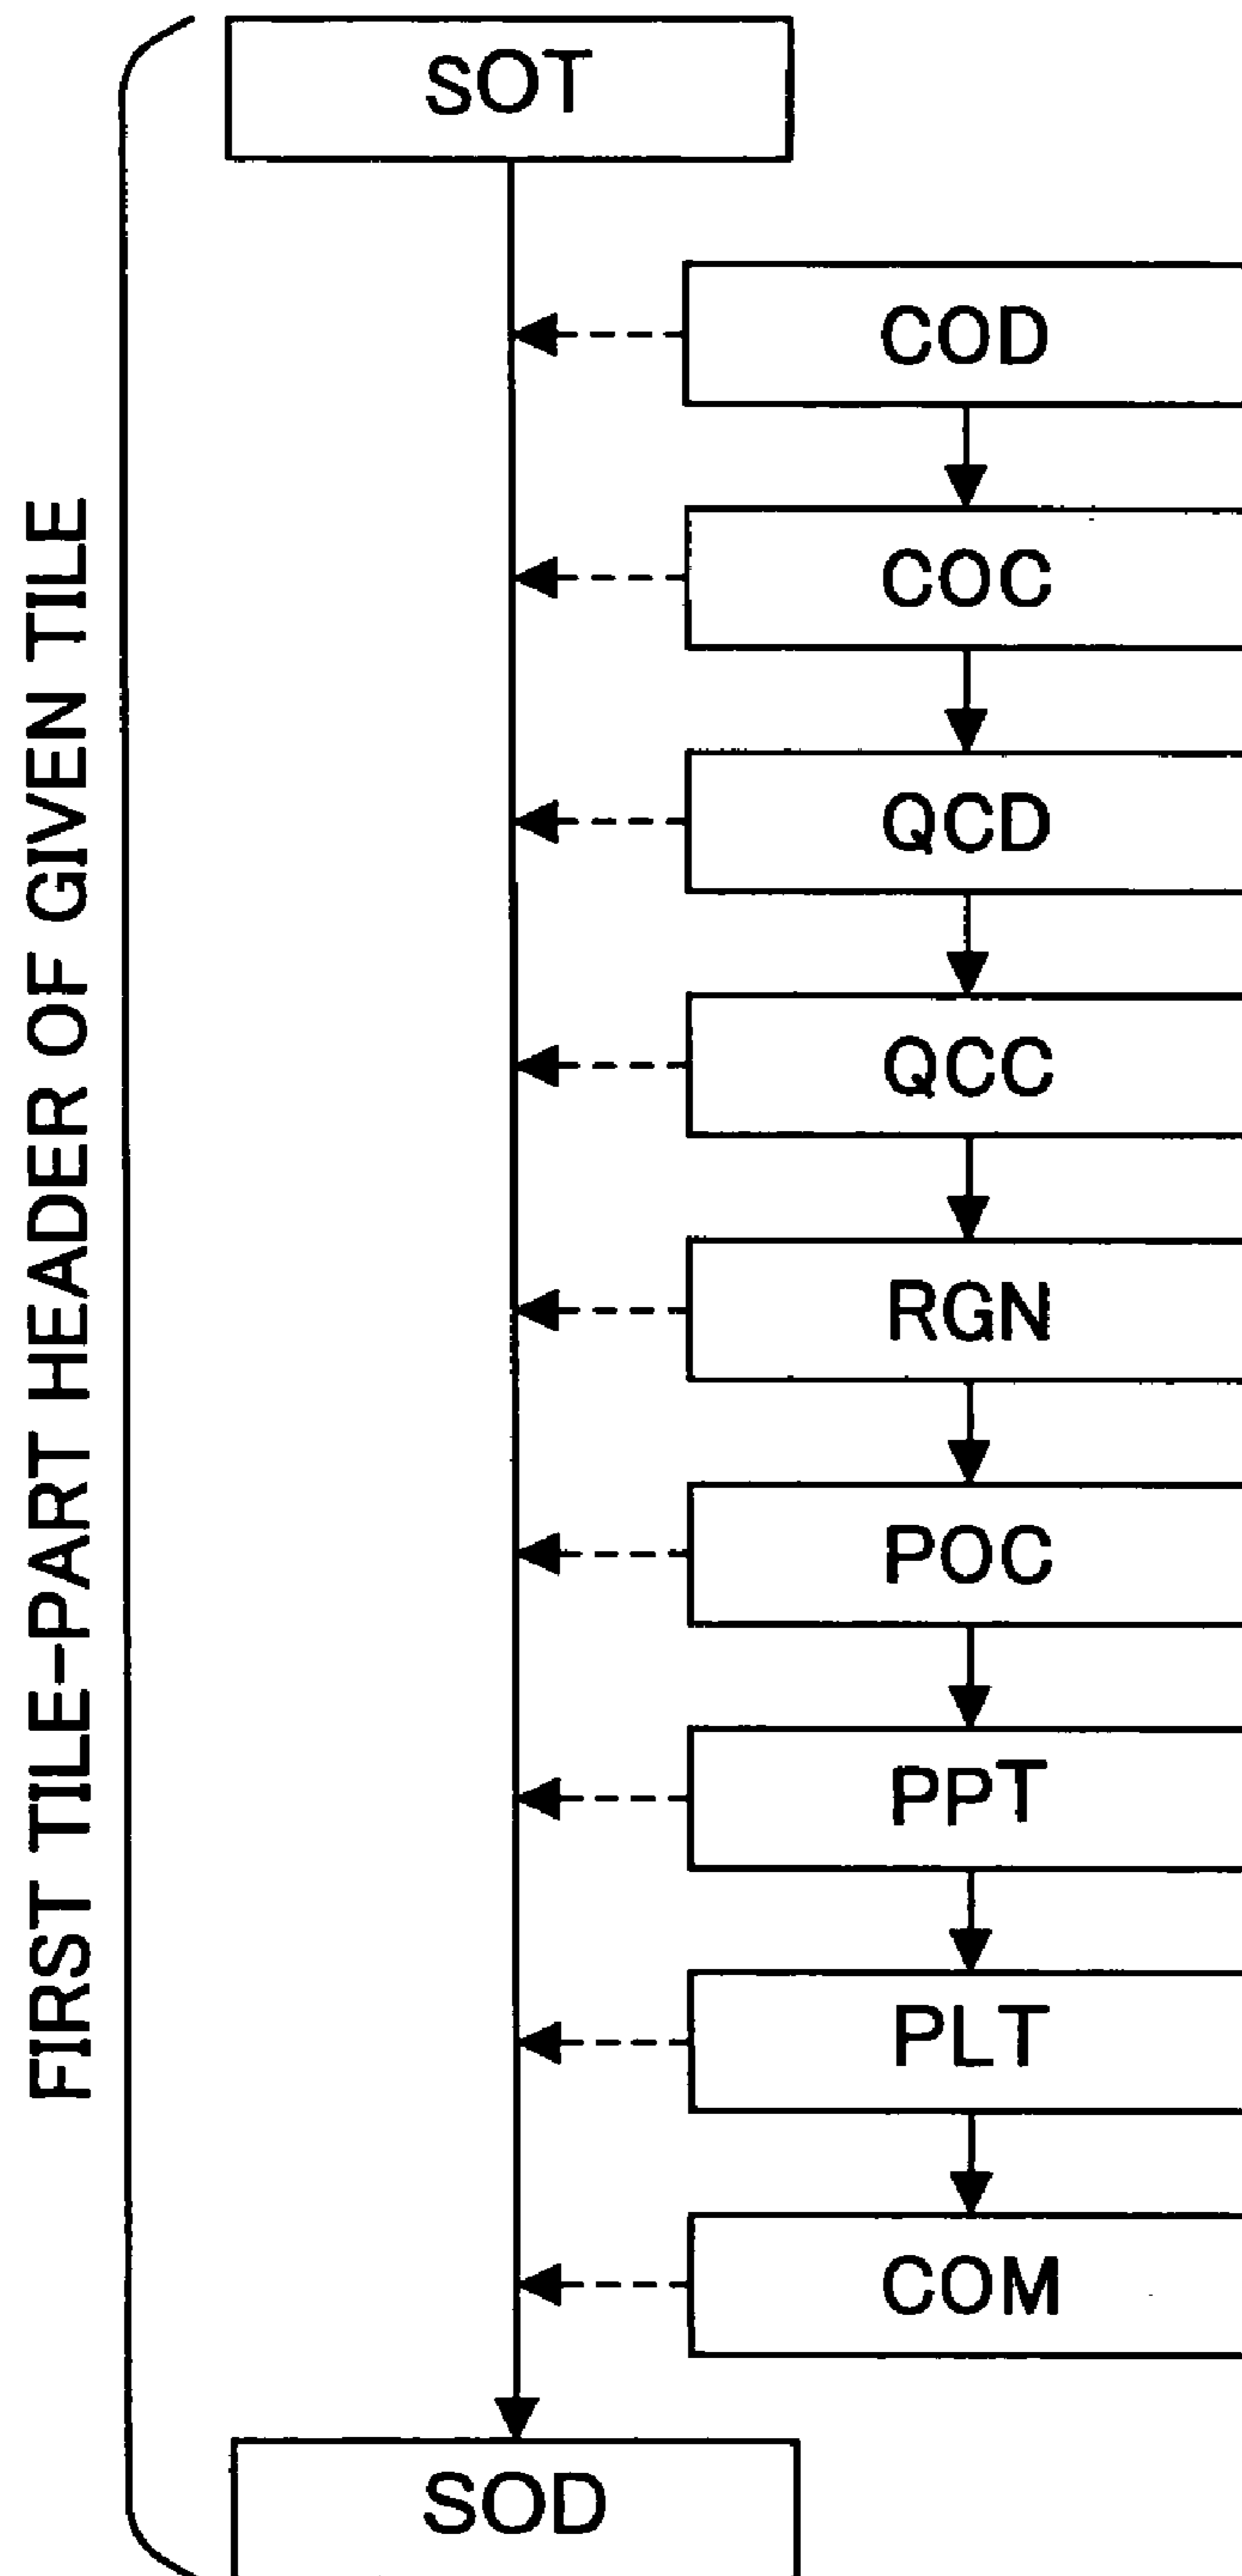 FIRST TILE-PART HEADER OF GIVEN TILE
SOT
COD
COC
QCD
QCC
RGN
POC
PPT
PLT
COM
SOD